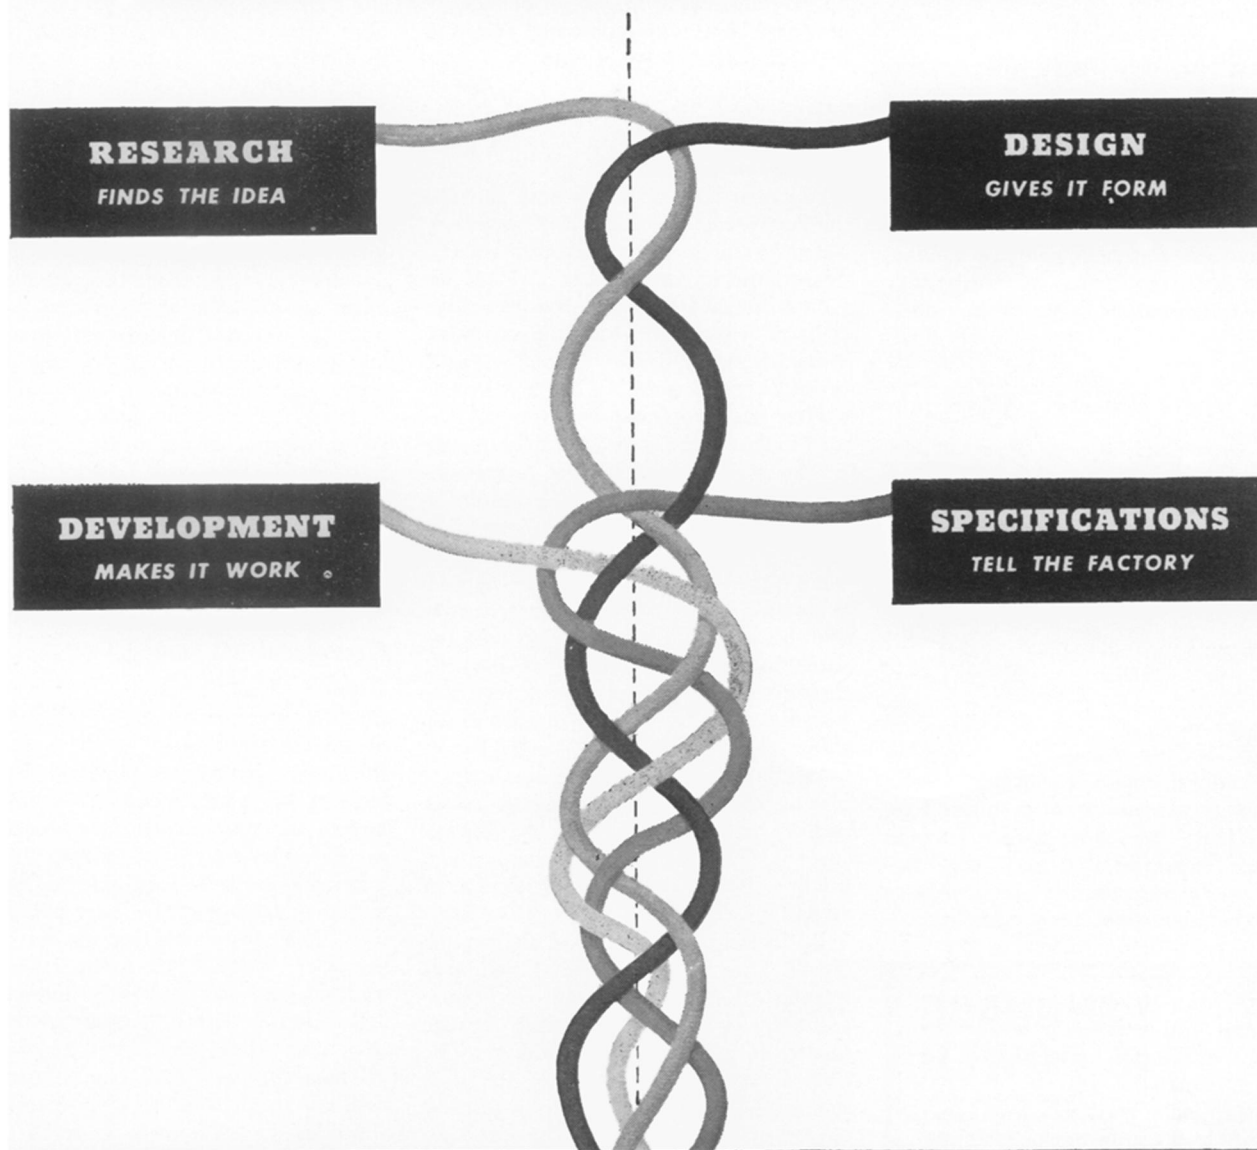 RESEARCH
FINDS THE IDEA
DESIGN
GIVES IT FORM
DEVELOPMENT
MAKES IT WORK
SPECIFICATIONS
TELL THE FACTORY